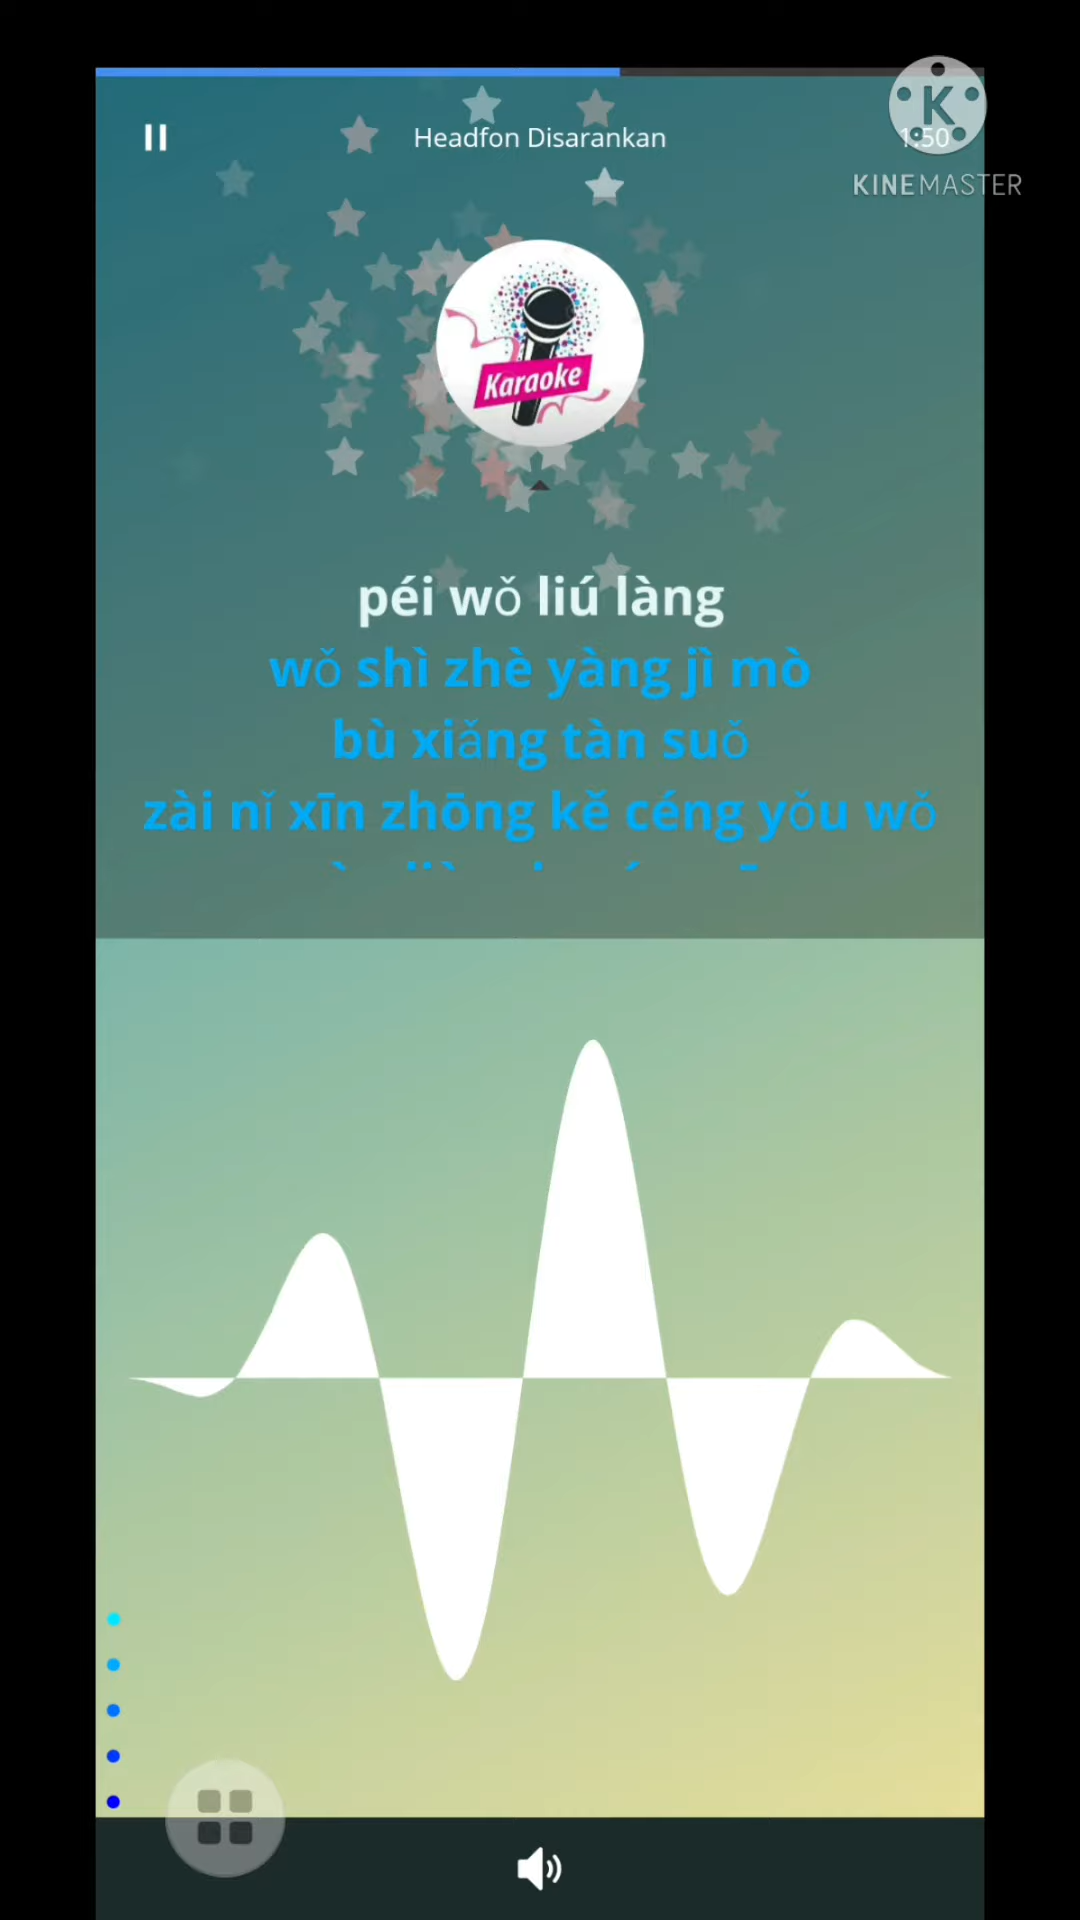 Headfon Disarankan
1:50
KINEMASTER
Karaoke
péi wǒ liú làng
wǒ shì zhè yàng jì mò
bù xiǎng tàn suǒ
zài nǐ xīn zhōng kě céng yǒu wǒ